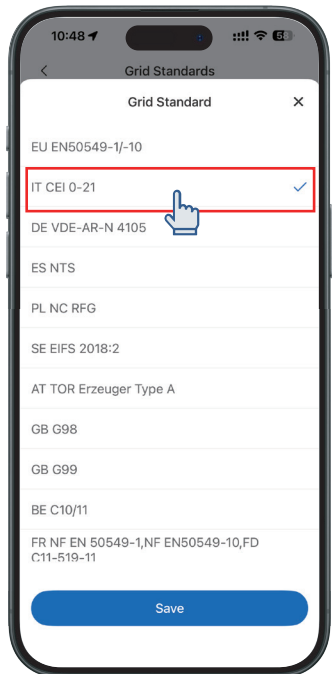 10:48
58
Grid Standards
Grid Standard
EU EN50549-1/-10
IT CEI 0-21
DE VDE-AR-N 4105
ES NTS
PL NC RFG
SE EIFS 2018:2
AT TOR Erzeuger Type A
GB G98
GB G99
BE C10/11
FR NF EN 50549-1,NF EN50549-10,FD
C11-519-11
Save